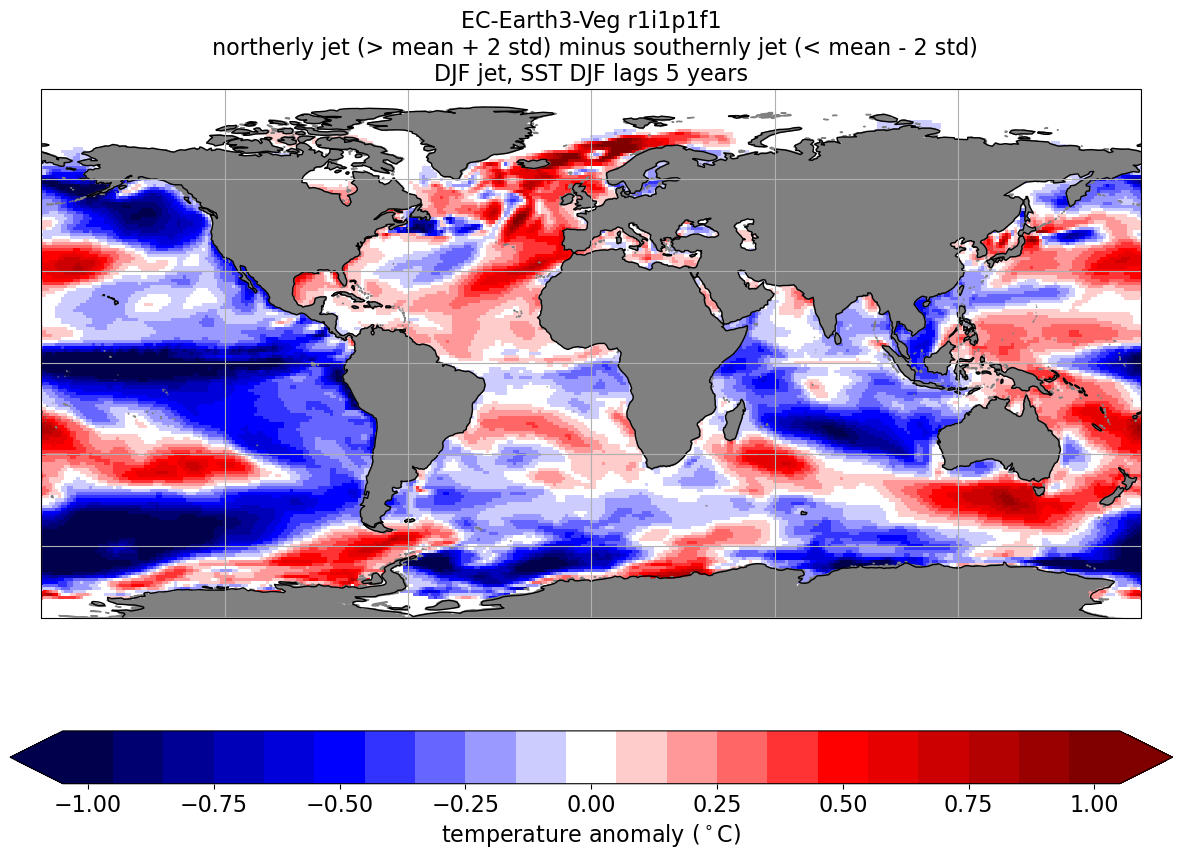 EC-Earth3-Veg r1i1p1f1
northerly jet (> mean + 2 std) minus southernly jet (< mean - 2 std)
DJF jet, SST DJF lags 5 years
−1.00 −0.75 −0.50 −0.25 0.00 0.25 0.50 0.75 1.00
temperature anomaly (°C)